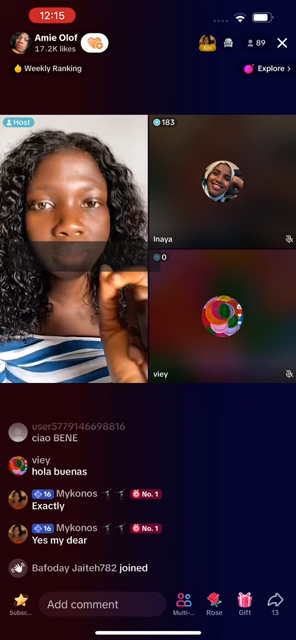 12:15
Amie Olof
17.2K likes
89
Weekly Ranking
Explore >
Host
183
Inaya
0
viey
user5779146698816
ciao BENE
viey
hola buenas
16 Mykonos No. 1
Exactly
16 Mykonos No. 1
Yes my dear
Bafoday Jaiteh782 joined
Add comment
Subsc...
Multi-...
Rose
Gift
13